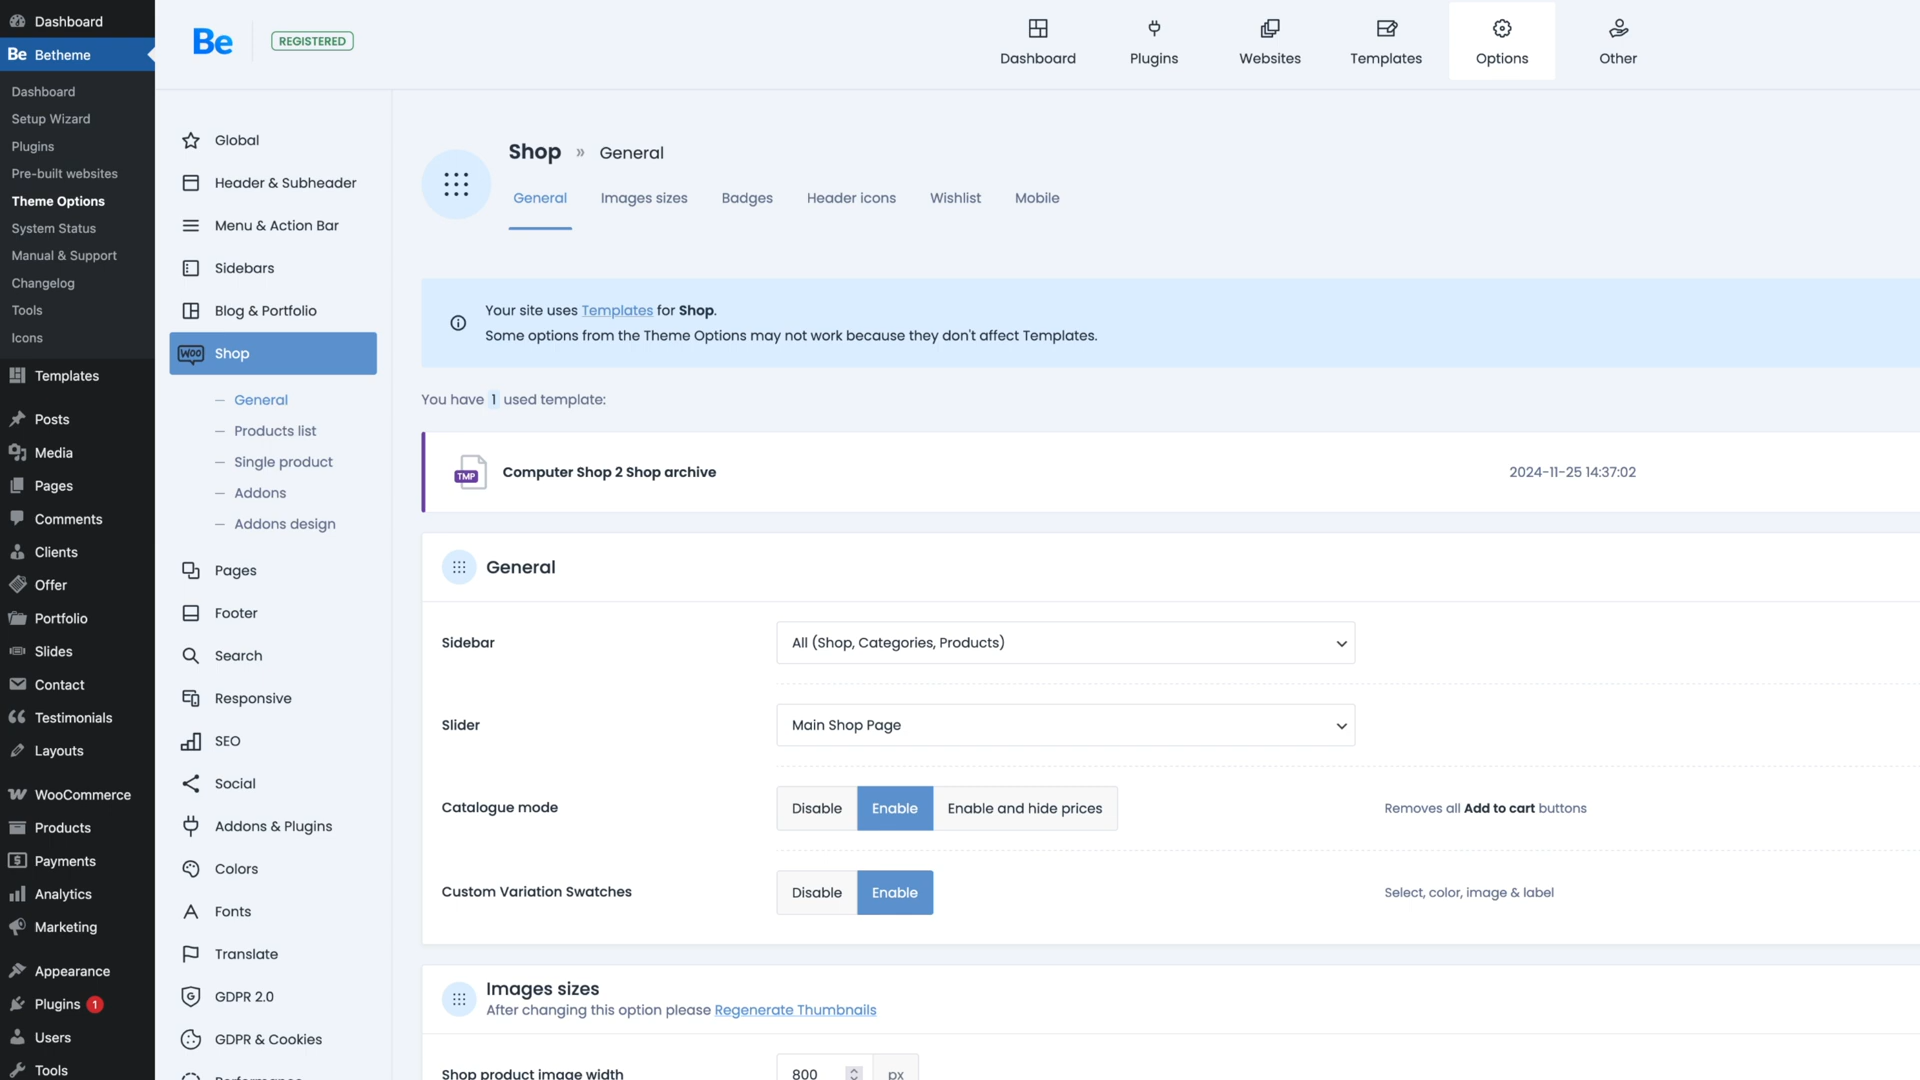 Dashboard
Be Betheme
Dashboard
Setup Wizard
Plugins
Pre-built websites
Theme Options
System Status
Manual & Support
Changelog
Tools
Icons
Templates
Posts
Media
Pages
Comments
Clients
Offer
Portfolio
Slides
Contact
Testimonials
Layouts
WooCommerce
Products
Payments
Analytics
Marketing
Appearance
Plugins 1
Users
Tools
Be REGISTERED
Dashboard
Plugins
Websites
Templates
Options
Other
Global
Header & Subheader
Menu & Action Bar
Sidebars
Blog & Portfolio
Woo Shop
— General
— Products list
— Single product
— Addons
— Addons design
Pages
Footer
Search
Responsive
SEO
Social
Addons & Plugins
Colors
Fonts
Translate
GDPR 2.0
GDPR & Cookies
Performance
Shop » General
General Images sizes Badges Header icons Wishlist Mobile
Your site uses Templates for Shop.
Some options from the Theme Options may not work because they don't affect Templates.
You have 1 used template:
TMP Computer Shop 2 Shop archive 2024-11-25 14:37:02
General
Sidebar All (Shop, Categories, Products)
Slider Main Shop Page
Catalogue mode Disable Enable Enable and hide prices Removes all Add to cart buttons
Custom Variation Swatches Disable Enable Select, color, image & label
Images sizes
After changing this option please Regenerate Thumbnails
Shop product image width 800 px